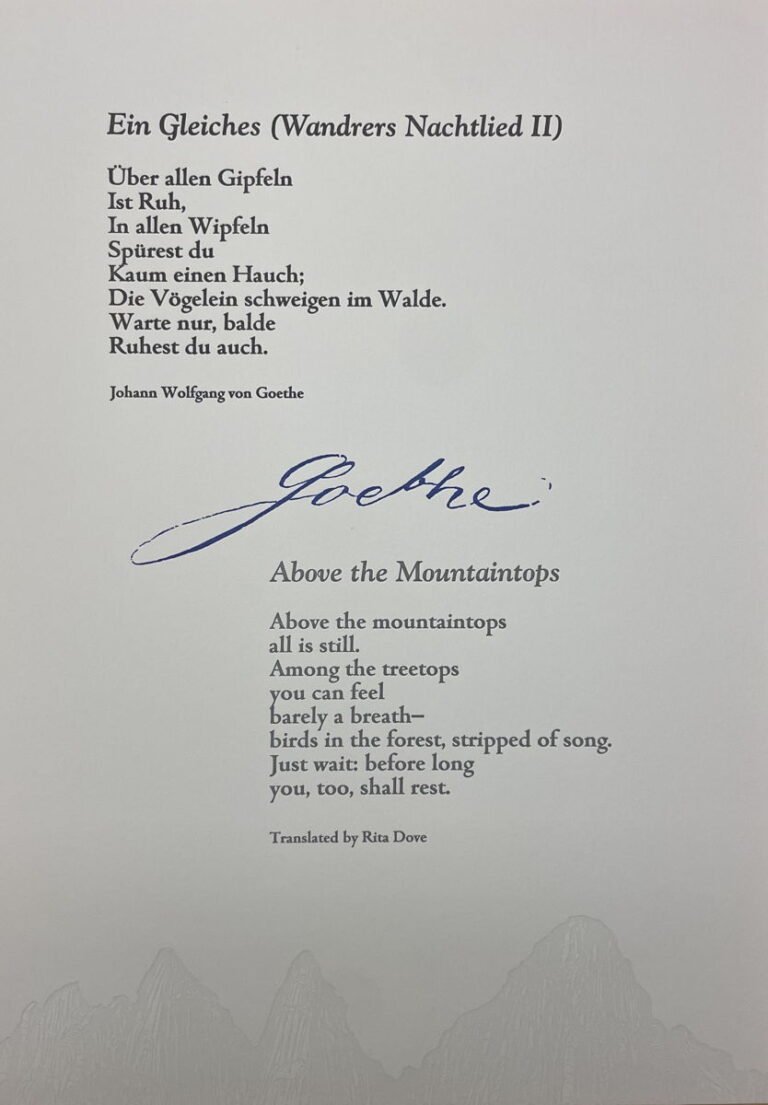 Ein Gleiches (Wandrers Nachtlied II)
Über allen Gipfeln
Ist Ruh,
In allen Wipfeln
Spürest du
Kaum einen Hauch;
Die Vögelein schweigen im Walde.
Warte nur, balde
Ruhest du auch.
Johann Wolfgang von Goethe
Goethe
Above the Mountaintops
Above the mountaintops
all is still.
Among the treetops
you can feel
barely a breath—
birds in the forest, stripped of song.
Just wait: before long
you, too, shall rest.
Translated by Rita Dove